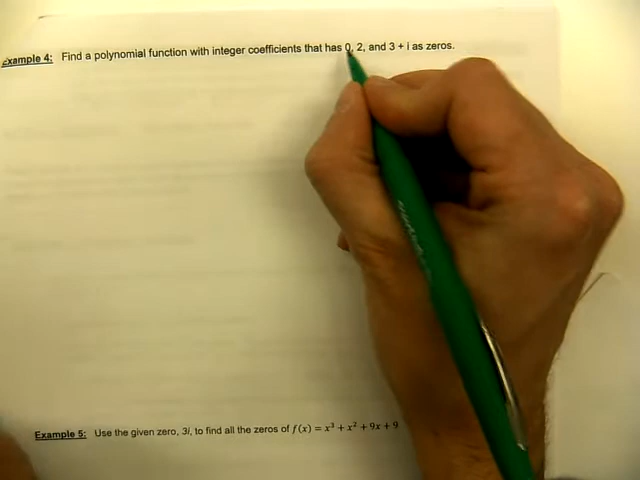 Example 4: Find a polynomial function with integer coefficients that has 0, 2, and 3 + i as zeros.
Example 5: Use the given zero, 3i, to find all the zeros of f(x) = x³ + x² + 9x + 9